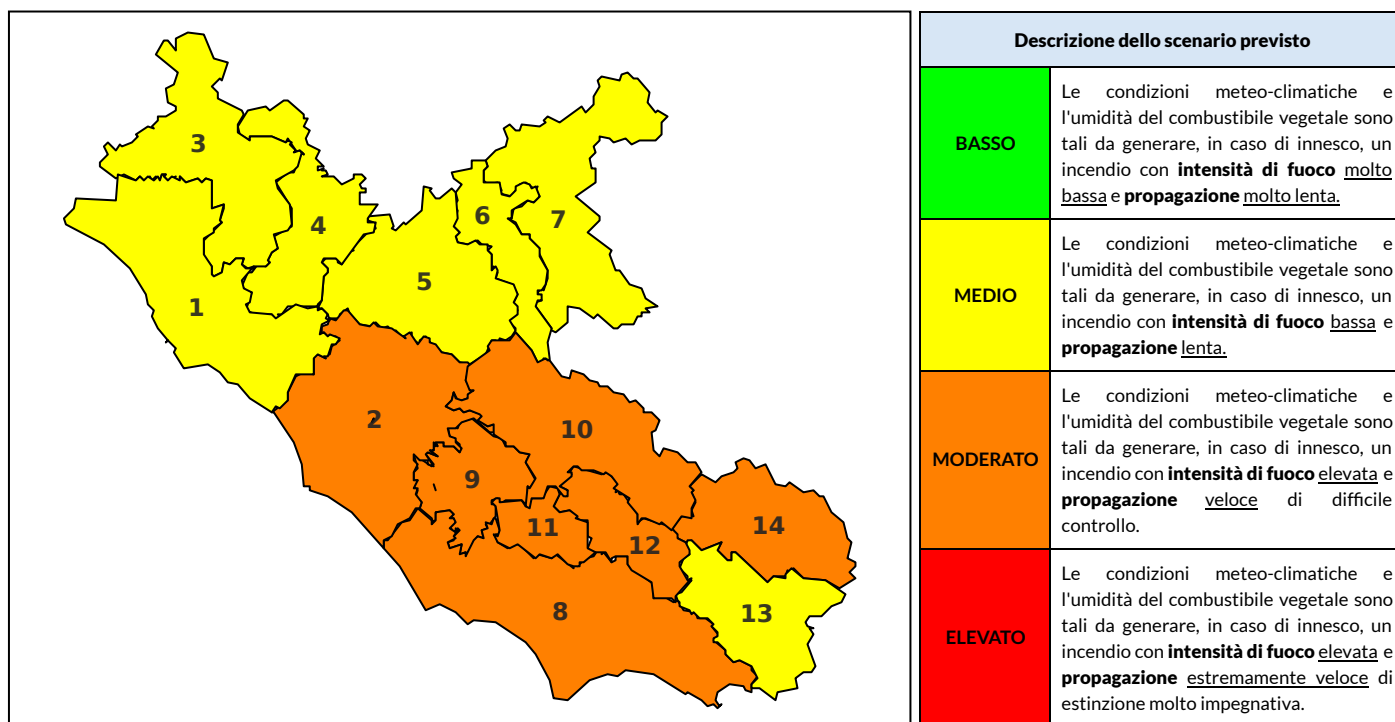 3
4
6
7
5
1
2
10
9
11
12
14
8
13
Descrizione dello scenario previsto
BASSO
Le condizioni meteo-climatiche e
l'umidità del combustibile vegetale sono
tali da generare, in caso di innesco, un
incendio con intensità di fuoco molto
bassa e propagazione molto lenta.
MEDIO
Le condizioni meteo-climatiche e
l'umidità del combustibile vegetale sono
tali da generare, in caso di innesco, un
incendio con intensità di fuoco bassa e
propagazione lenta.
MODERATO
Le condizioni meteo-climatiche e
l'umidità del combustibile vegetale sono
tali da generare, in caso di innesco, un
incendio con intensità di fuoco elevata e
propagazione veloce di difficile
controllo.
ELEVATO
Le condizioni meteo-climatiche e
l'umidità del combustibile vegetale sono
tali da generare, in caso di innesco, un
incendio con intensità di fuoco elevata e
propagazione estremamente veloce di
estinzione molto impegnativa.